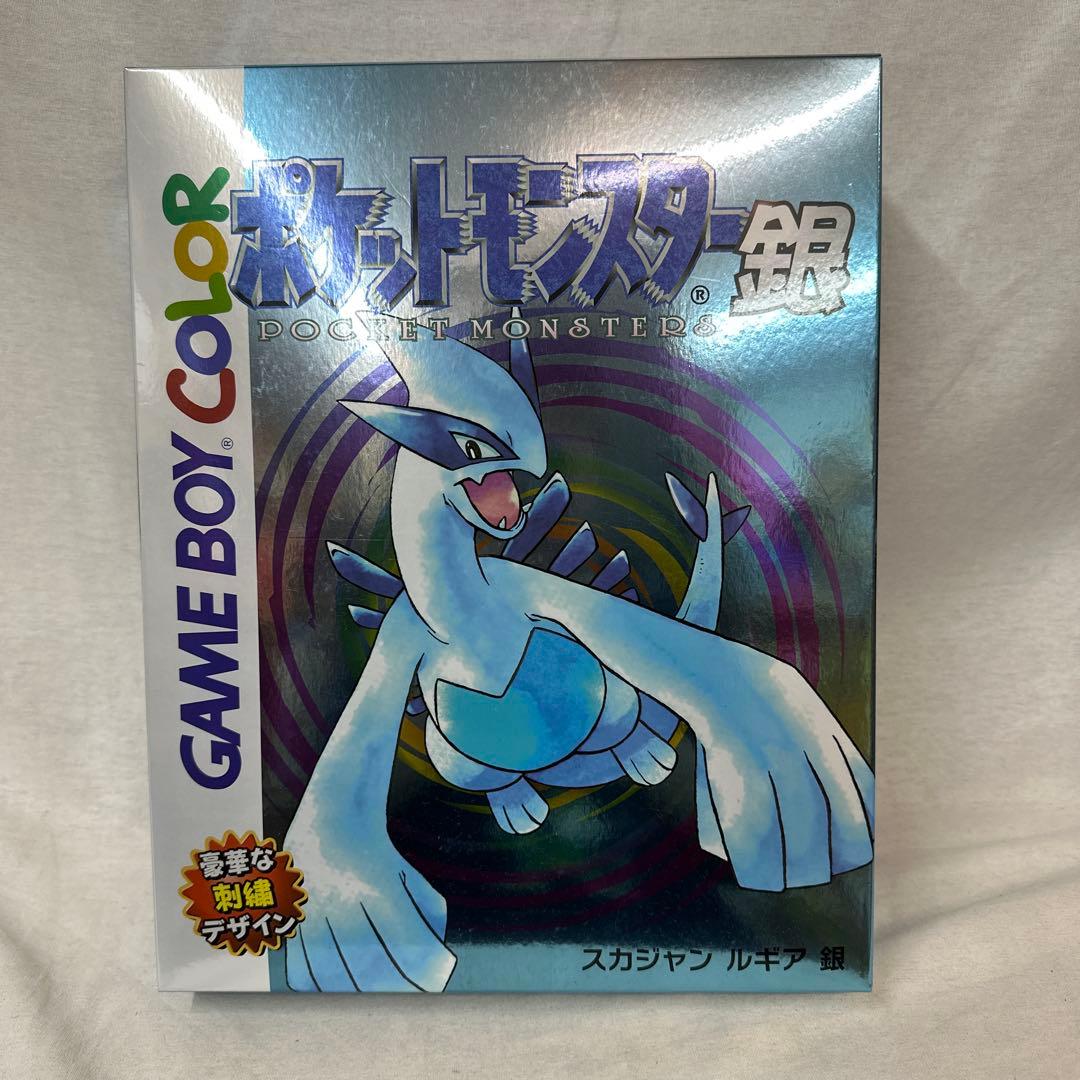 GAME BOY® COLOR
ポケットモンスター®銀
POCKET MONSTERS
豪華な
刺繍
デザイン
スカジャン ルギア 銀